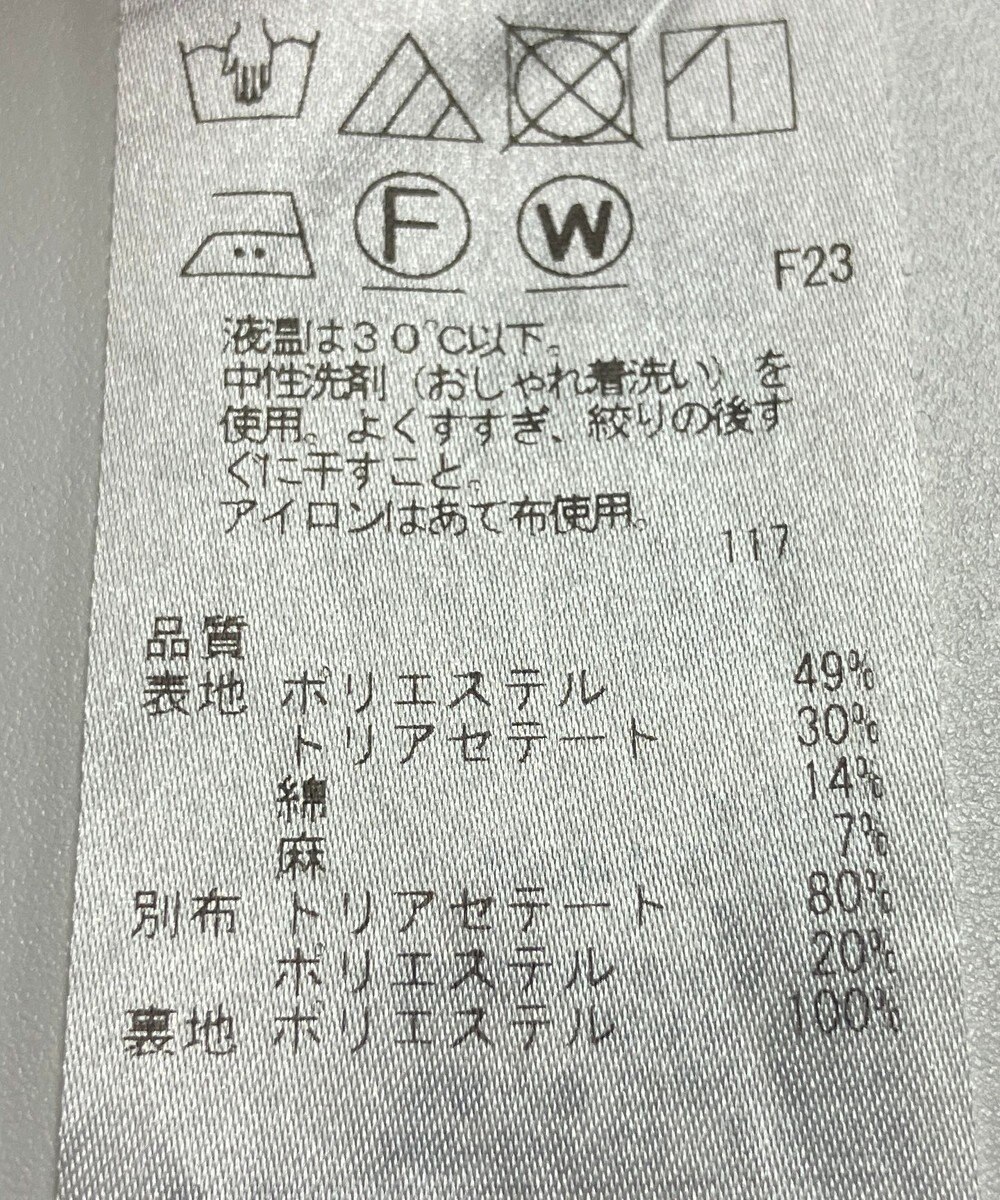 F W F23
液温は30℃以下。
中性洗剤（おしゃれ着洗い）を
使用。よくすすぎ、絞りの後す
ぐに干すこと。
アイロンはあて布使用。
117
品質
表地 ポリエステル 49%
トリアセテート 30%
綿 14%
麻 7%
別布 トリアセテート 80%
ポリエステル 20%
裏地 ポリエステル 100%